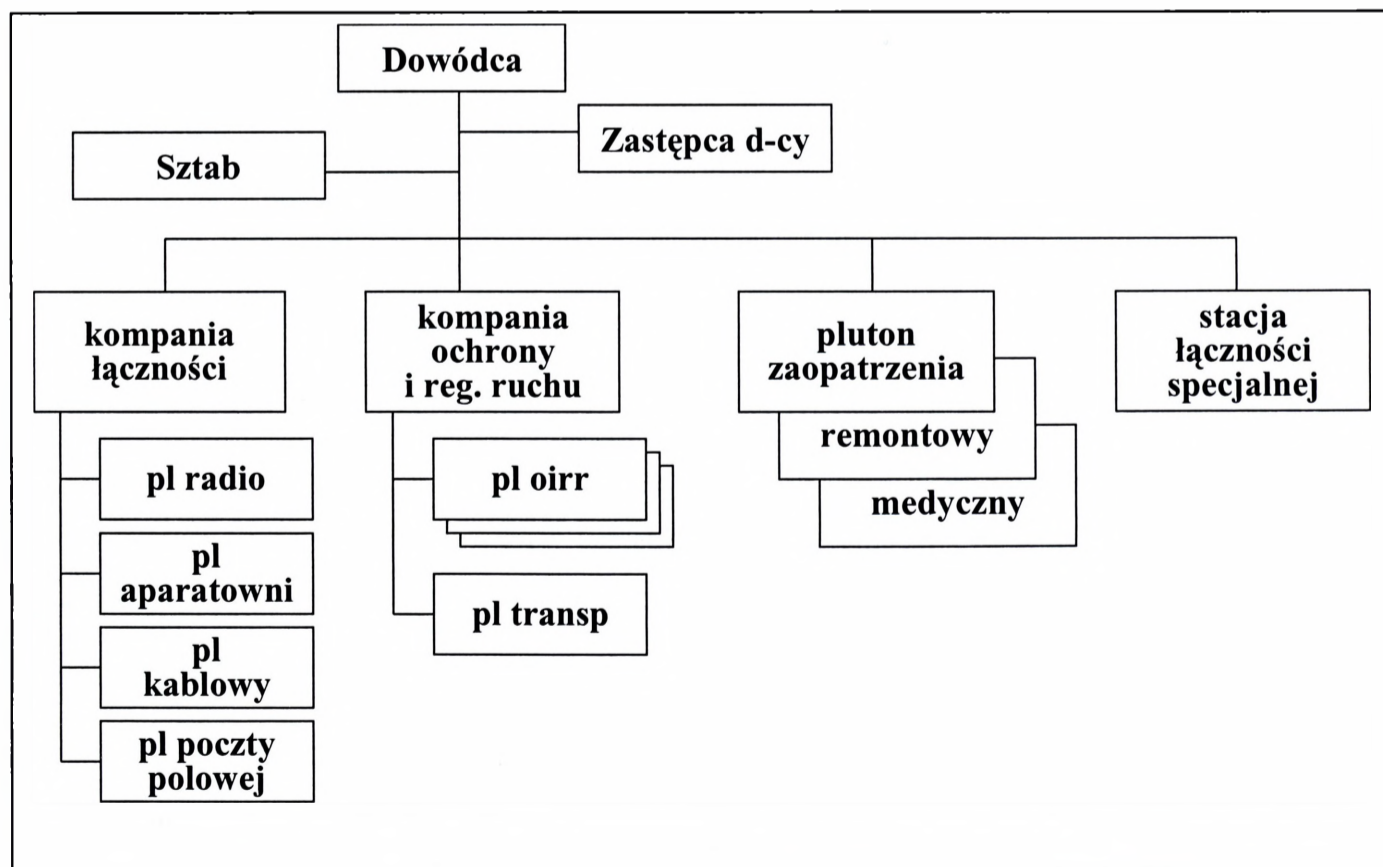 Dowódca
Zastępca d-cy
Sztab
kompania
łączności
kompania
ochrony
i reg. ruchu
pluton
zaopatrzenia
remontowy
medyczny
stacja
łączności
specjalnej
pl radio
pl
aparatowni
pl
kablowy
pl poczty
polowej
pl oirr
pl transp